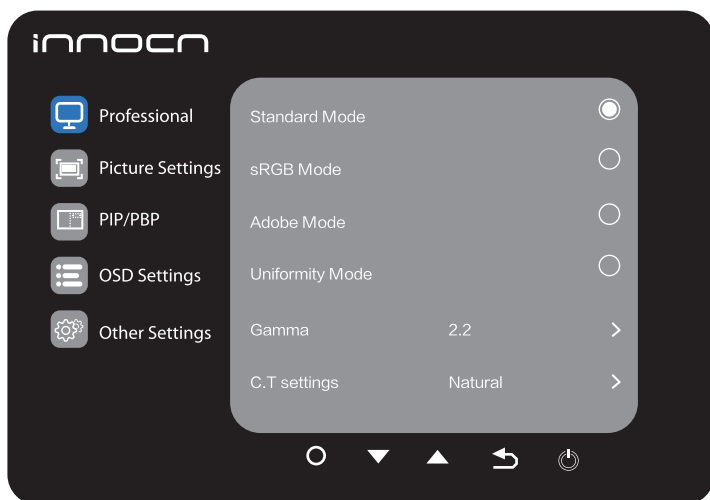 innocn
Professional
Picture Settings
PIP/PBP
OSD Settings
Other Settings
Standard Mode
sRGB Mode
Adobe Mode
Uniformity Mode
Gamma 2.2 >
C.T settings Natural >